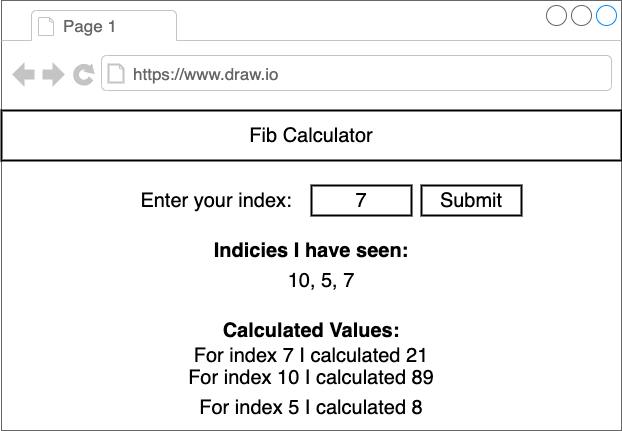 Page 1
https://www.draw.io
Fib Calculator
Enter your index: 7 Submit
Indicies I have seen:
10, 5, 7
Calculated Values:
For index 7 I calculated 21
For index 10 I calculated 89
For index 5 I calculated 8